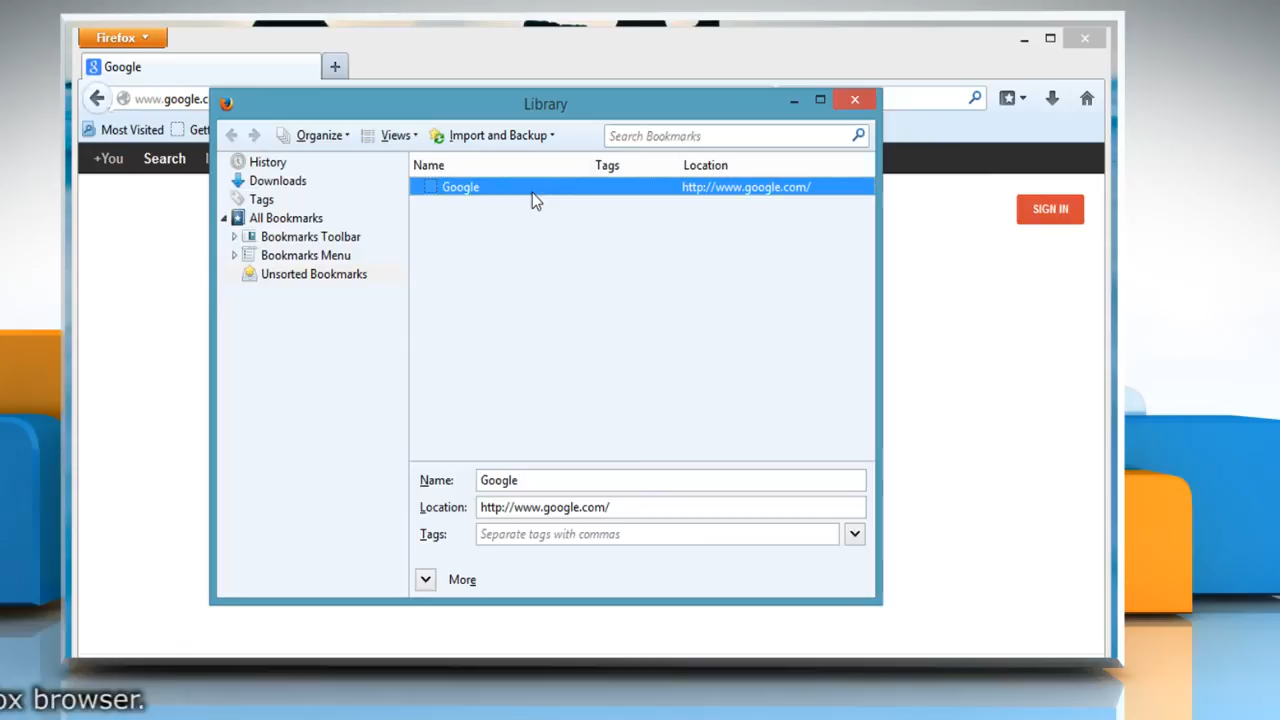 Firefox
Google
www.google.c
Most Visited
Gett
+You Search
SIGN IN
Library
Organize Views Import and Backup Search Bookmarks
History
Downloads
Tags
All Bookmarks
Bookmarks Toolbar
Bookmarks Menu
Unsorted Bookmarks
Name Tags Location
Google http://www.google.com/
Name: Google
Location: http://www.google.com/
Tags: Separate tags with commas
More
ox browser.